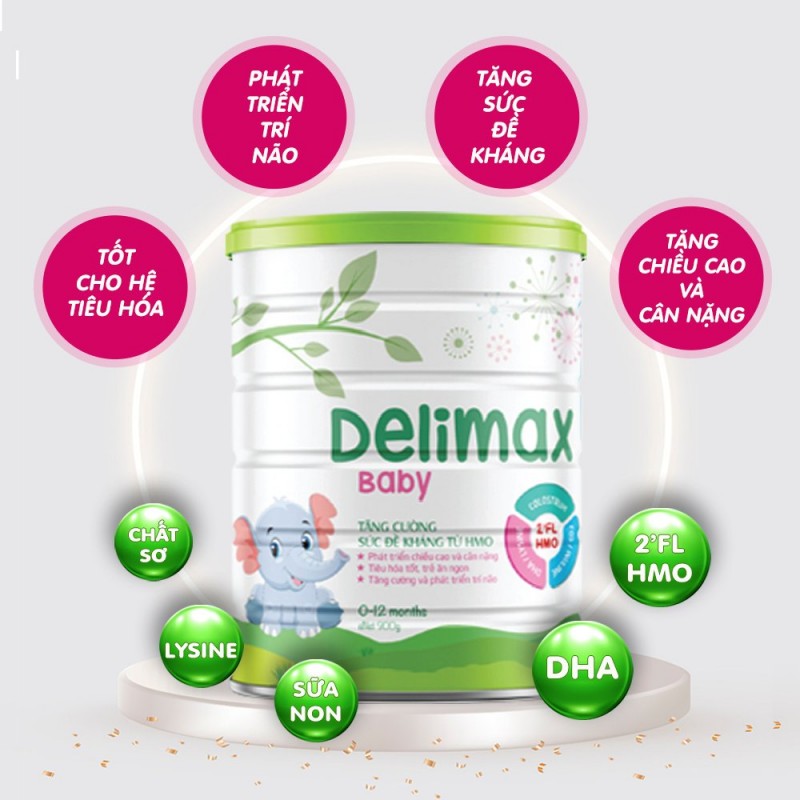 PHÁT
TRIỂN
TRÍ
NÃO
TĂNG
SỨC
ĐỀ
KHÁNG
TỐT
CHO HỆ
TIÊU HÓA
TĂNG
CHIỀU CAO
VÀ
CÂN NẶNG
Delimax
Baby
TĂNG CƯỜNG
SỨC ĐỀ KHÁNG TỪ HMO
• Phát triển chiều cao và cân nặng
• Tiêu hóa tốt, trẻ ăn ngon
• Tăng cường và phát triển trí não
0-12 months
900g
COLOSTRUM
2'FL
HMO
CHẤT
SƠ
LYSINE
SỮA
NON
DHA
2'FL
HMO